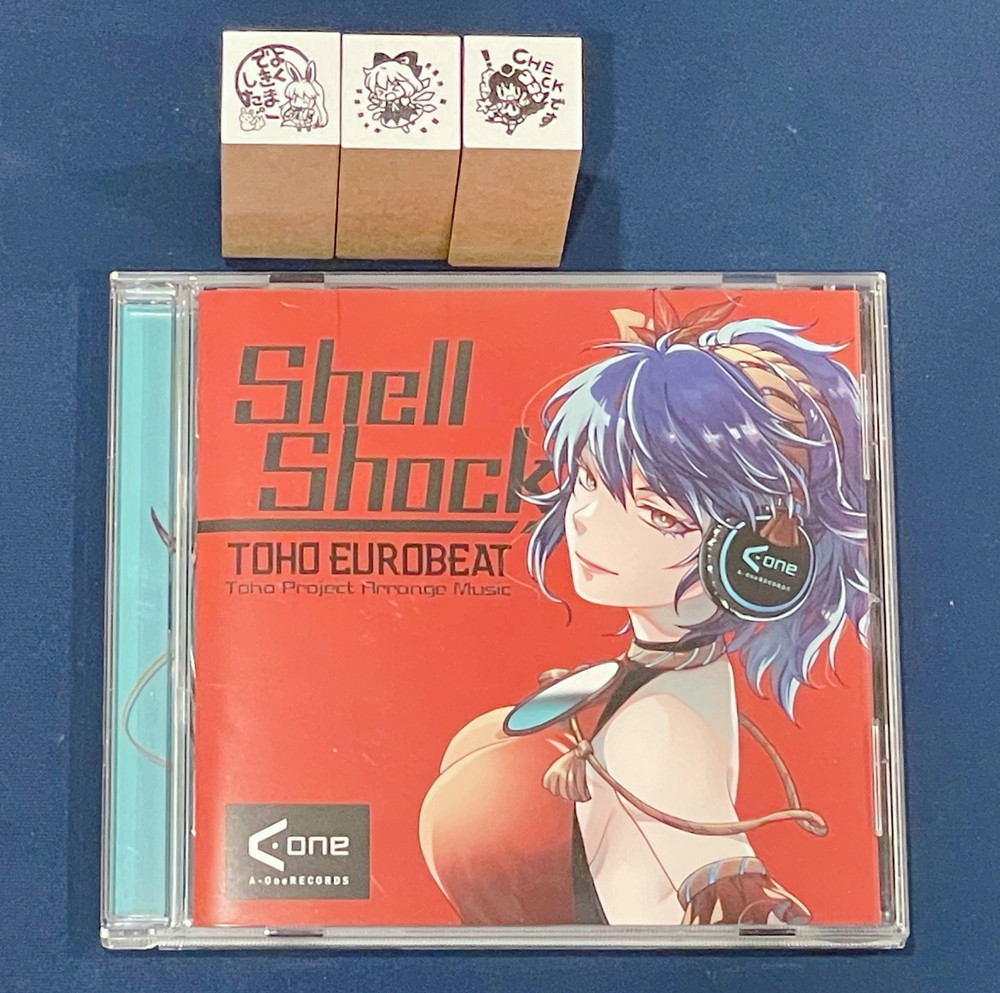 よく
できま
したー
!
CHECKです
Shell
Shock
TOHO EUROBEAT
Toho Project Arrange Music
A-one
A-One RECORDS
A-one
A-OneRECORDS